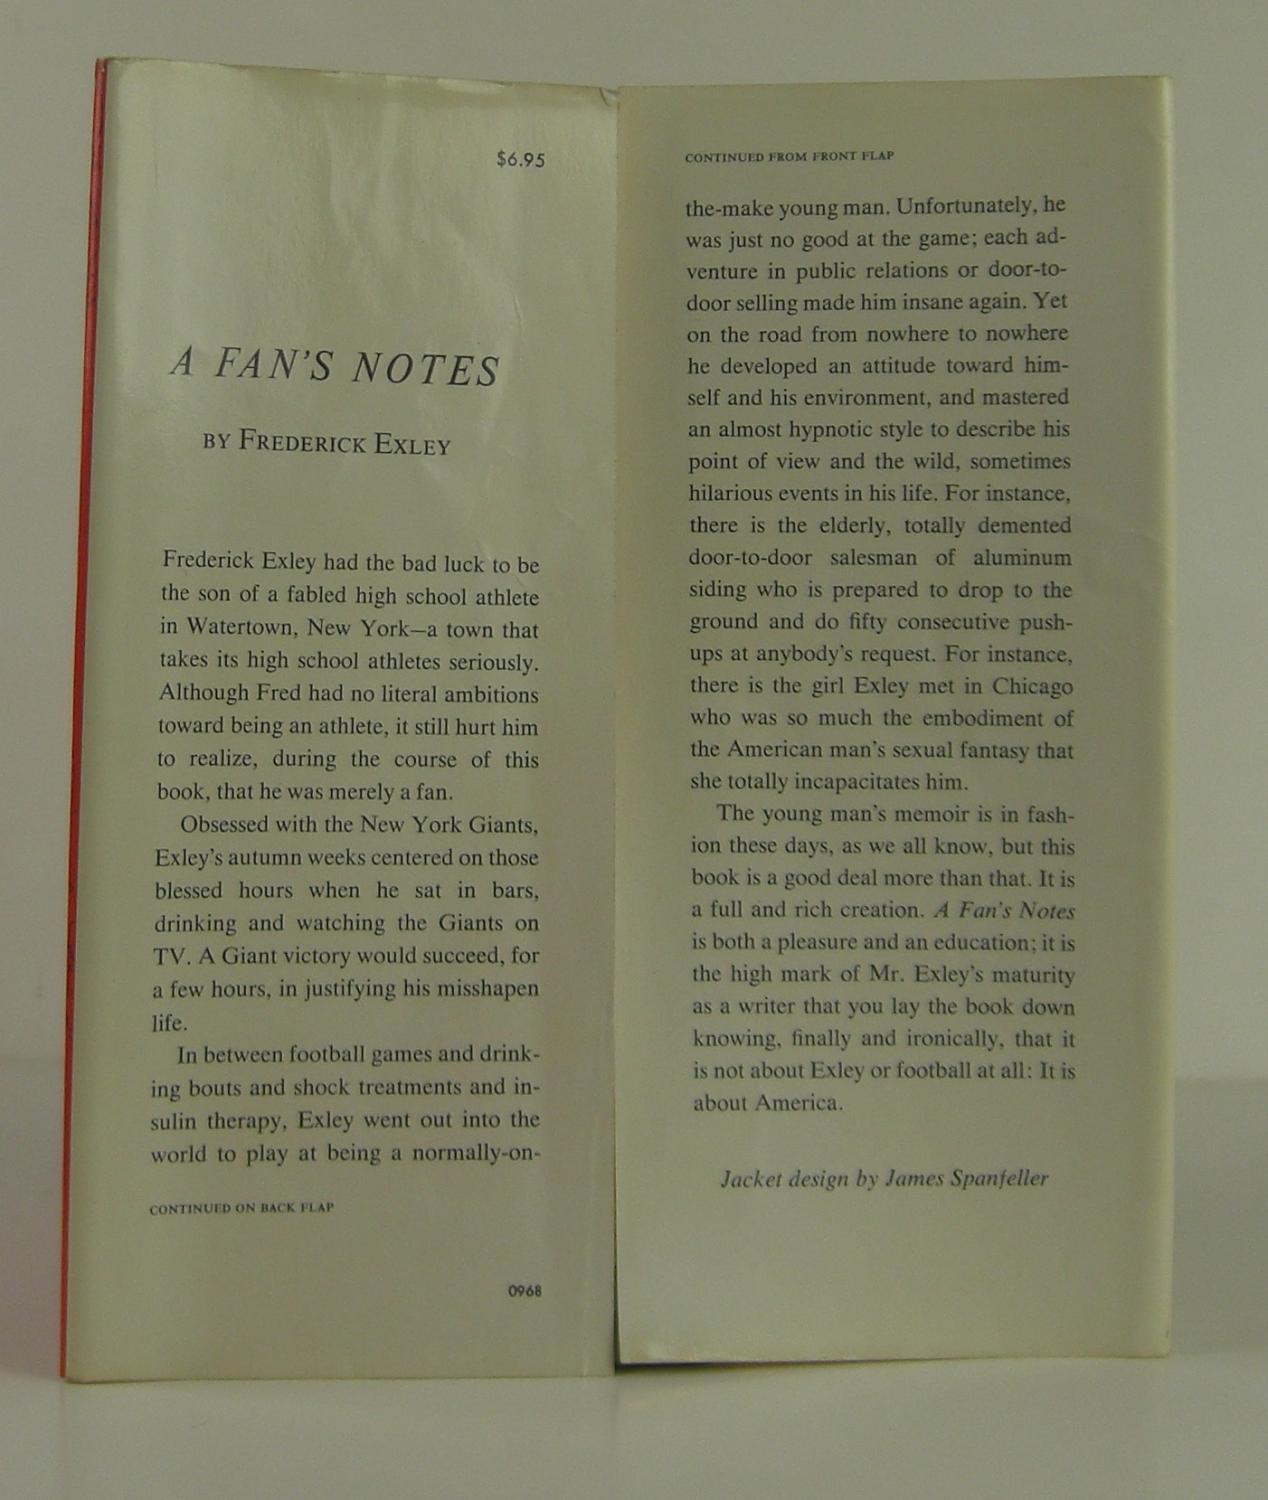 $6.95
A FAN'S NOTES
BY FREDERICK EXLEY
Frederick Exley had the bad luck to be
the son of a fabled high school athlete
in Watertown, New York—a town that
takes its high school athletes seriously.
Although Fred had no literal ambitions
toward being an athlete, it still hurt him
to realize, during the course of this
book, that he was merely a fan.
Obsessed with the New York Giants,
Exley's autumn weeks centered on those
blessed hours when he sat in bars,
drinking and watching the Giants on
TV. A Giant victory would succeed, for
a few hours, in justifying his misshapen
life.
In between football games and drink-
ing bouts and shock treatments and in-
sulin therapy, Exley went out into the
world to play at being a normally-on-
CONTINUED ON BACK FLAP
0968
CONTINUED FROM FRONT FLAP
the-make young man. Unfortunately, he
was just no good at the game; each ad-
venture in public relations or door-to-
door selling made him insane again. Yet
on the road from nowhere to nowhere
he developed an attitude toward him-
self and his environment, and mastered
an almost hypnotic style to describe his
point of view and the wild, sometimes
hilarious events in his life. For instance,
there is the elderly, totally demented
door-to-door salesman of aluminum
siding who is prepared to drop to the
ground and do fifty consecutive push-
ups at anybody's request. For instance,
there is the girl Exley met in Chicago
who was so much the embodiment of
the American man's sexual fantasy that
she totally incapacitates him.
The young man's memoir is in fash-
ion these days, as we all know, but this
book is a good deal more than that. It is
a full and rich creation. A Fan's Notes
is both a pleasure and an education; it is
the high mark of Mr. Exley's maturity
as a writer that you lay the book down
knowing, finally and ironically, that it
is not about Exley or football at all: It is
about America.
Jacket design by James Spanfeller